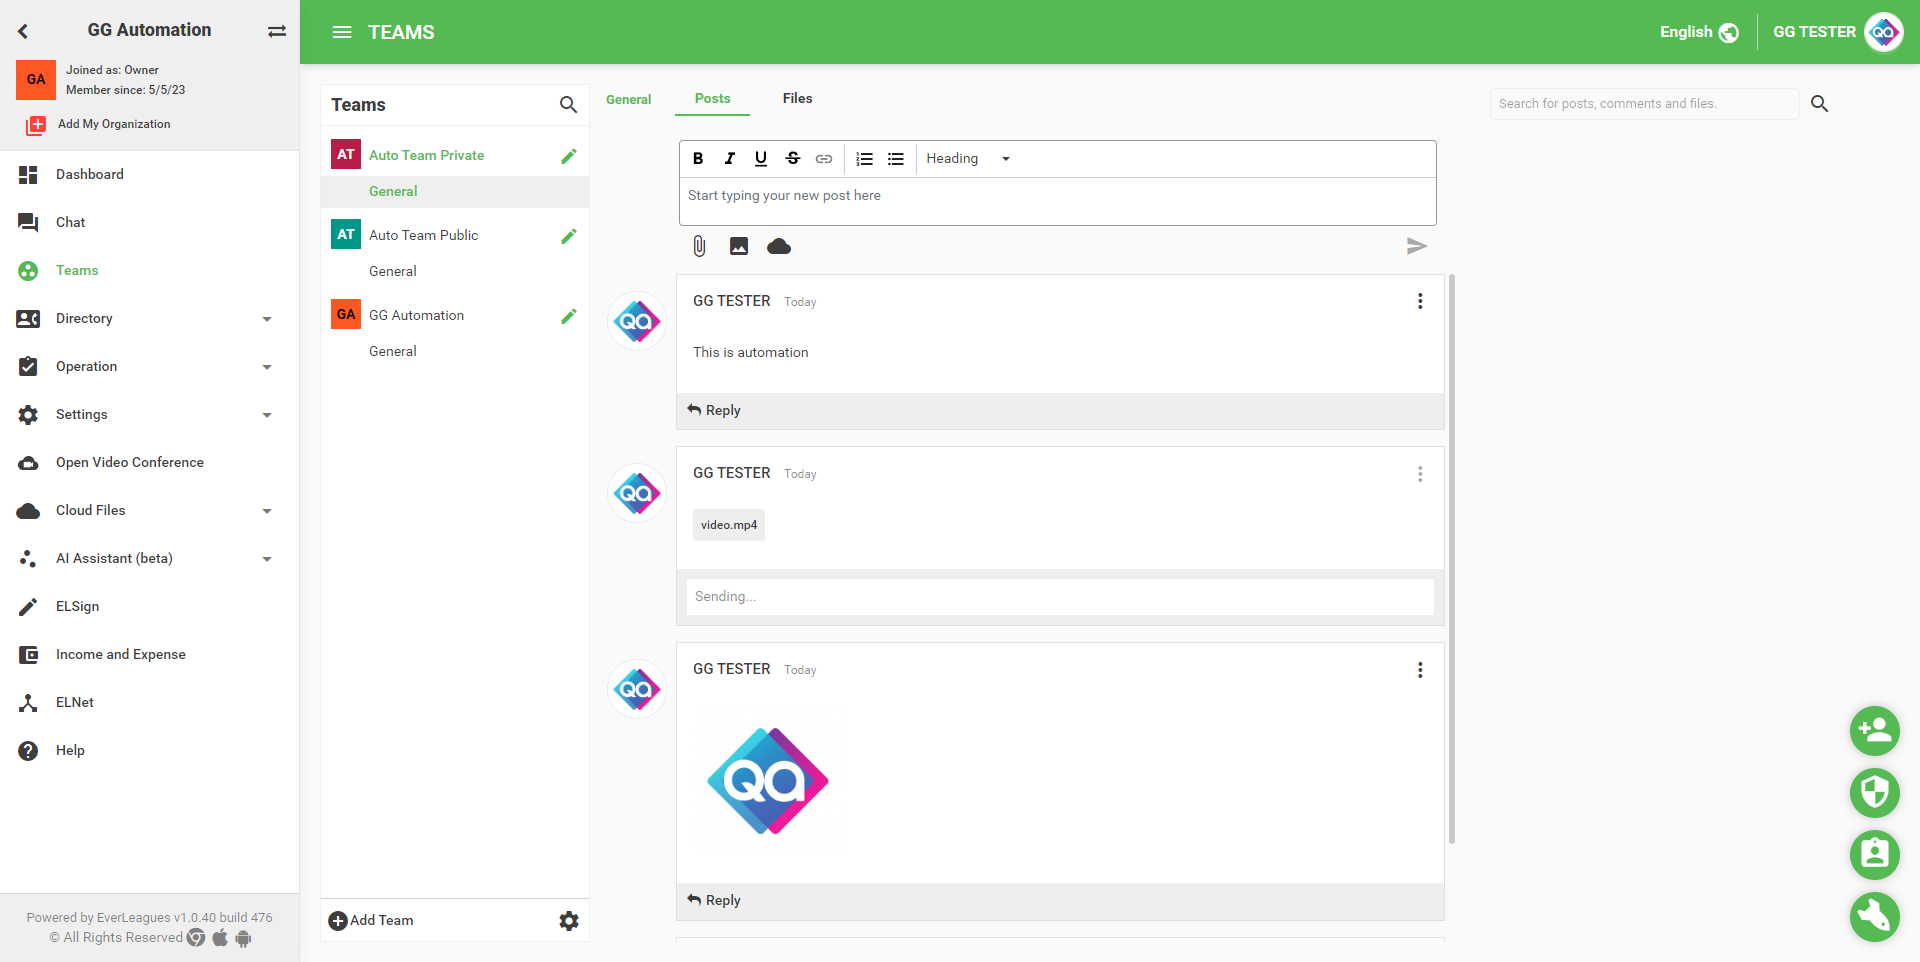 GG Automation
GA
Joined as: Owner
Member since: 5/5/23
Add My Organization
Dashboard
Chat
Teams
Directory
Operation
Settings
Open Video Conference
Cloud Files
AI Assistant (beta)
ELSign
Income and Expense
ELNet
Help
Powered by EverLeagues v1.0.40 build 476
© All Rights Reserved
TEAMS
English
GG TESTER
QA
Teams
AT Auto Team Private
General
AT Auto Team Public
General
GA GG Automation
General
Add Team
General Posts Files
Search for posts, comments and files.
B I U S Heading
Start typing your new post here
QA
GG TESTER Today
This is automation
Reply
QA
GG TESTER Today
video.mp4
Sending...
QA
GG TESTER Today
QA
Reply